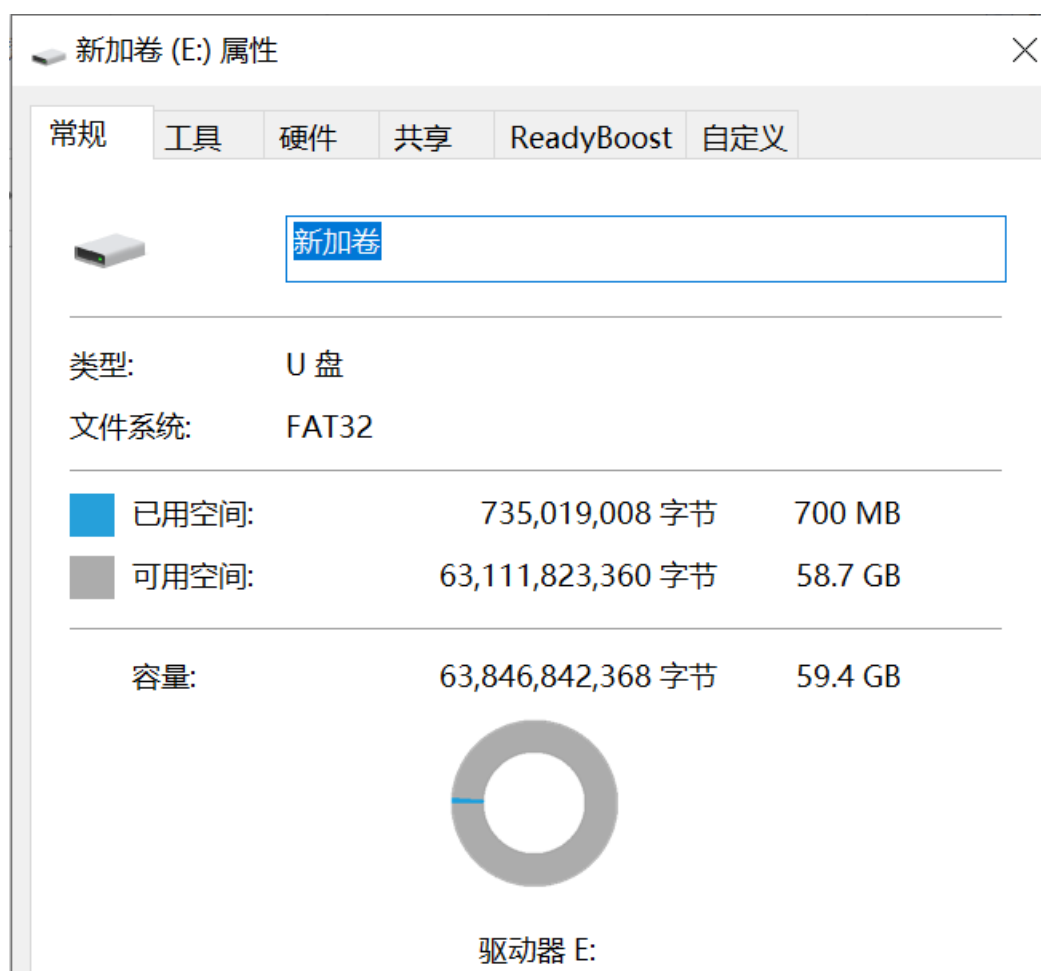 新加卷 (E:) 属性
常规 工具 硬件 共享 ReadyBoost 自定义
新加卷
类型: U 盘
文件系统: FAT32
已用空间: 735,019,008 字节 700 MB
可用空间: 63,111,823,360 字节 58.7 GB
容量: 63,846,842,368 字节 59.4 GB
驱动器 E: